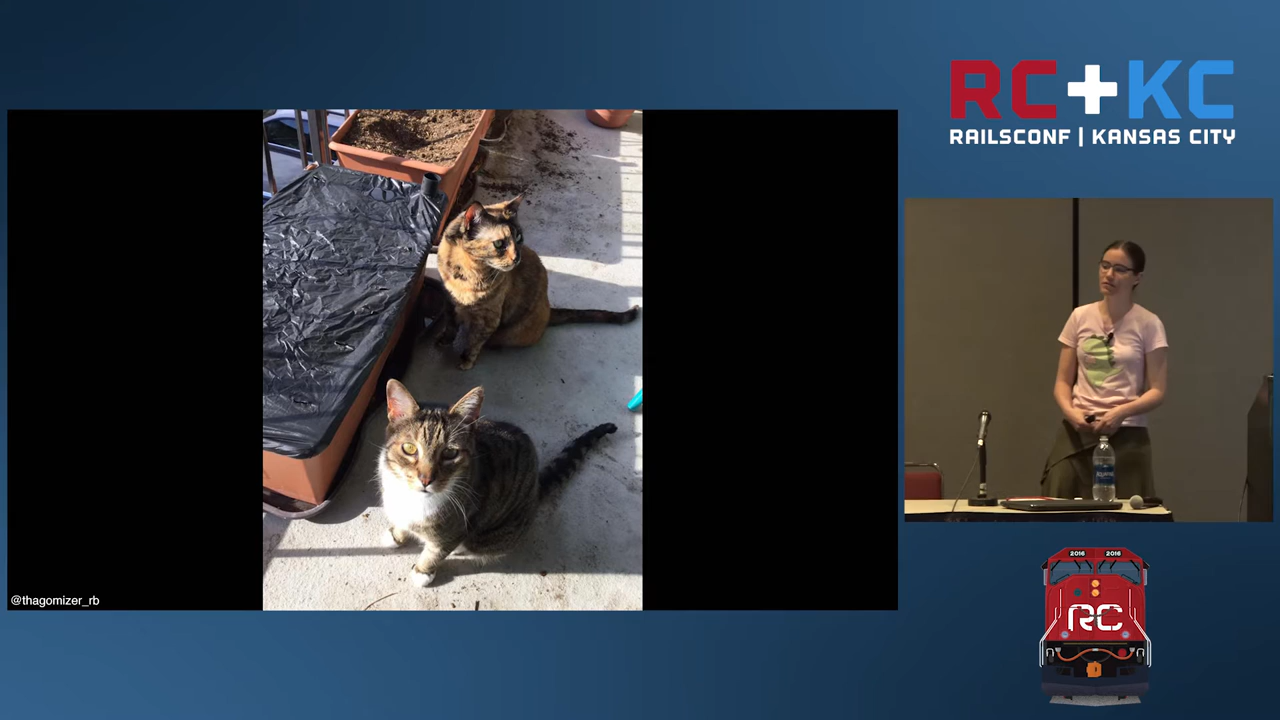 RC+KC
RAILSCONF | KANSAS CITY
@thagomizer_rb
2016 2016
RC